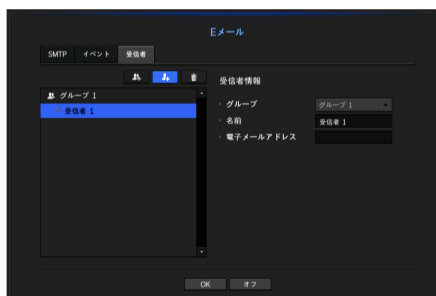 Eメール
SMTP イベント 受信者
グループ 1
受信者 1
受信者情報
グループ グループ 1
名前 受信者 1
電子メールアドレス
OK オフ